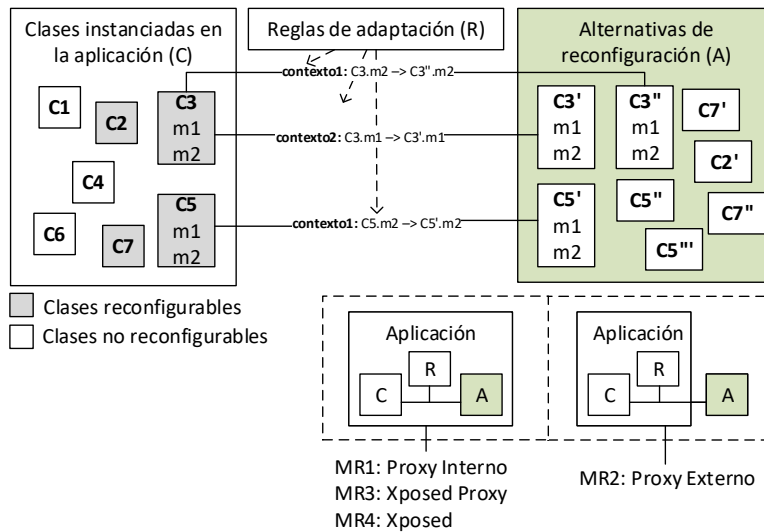 Clases instanciadas en
la aplicación (C)
Reglas de adaptación (R)
Alternativas de
reconfiguración (A)
contexto1: C3.m2 –> C3''.m2
C1
C2
C3
m1
m2
C4
C5
m1
m2
C6
C7
contexto2: C3.m1 –> C3'.m1
contexto1: C5.m2 –> C5'.m2
C3'
m1
m2
C3"
m1
m2
C7'
C2'
C5'
m1
m2
C5"
C7"
C5"'
Clases reconfigurables
Clases no reconfigurables
Aplicación
R
C
A
Aplicación
R
C
A
MR1: Proxy Interno
MR3: Xposed Proxy
MR4: Xposed
MR2: Proxy Externo